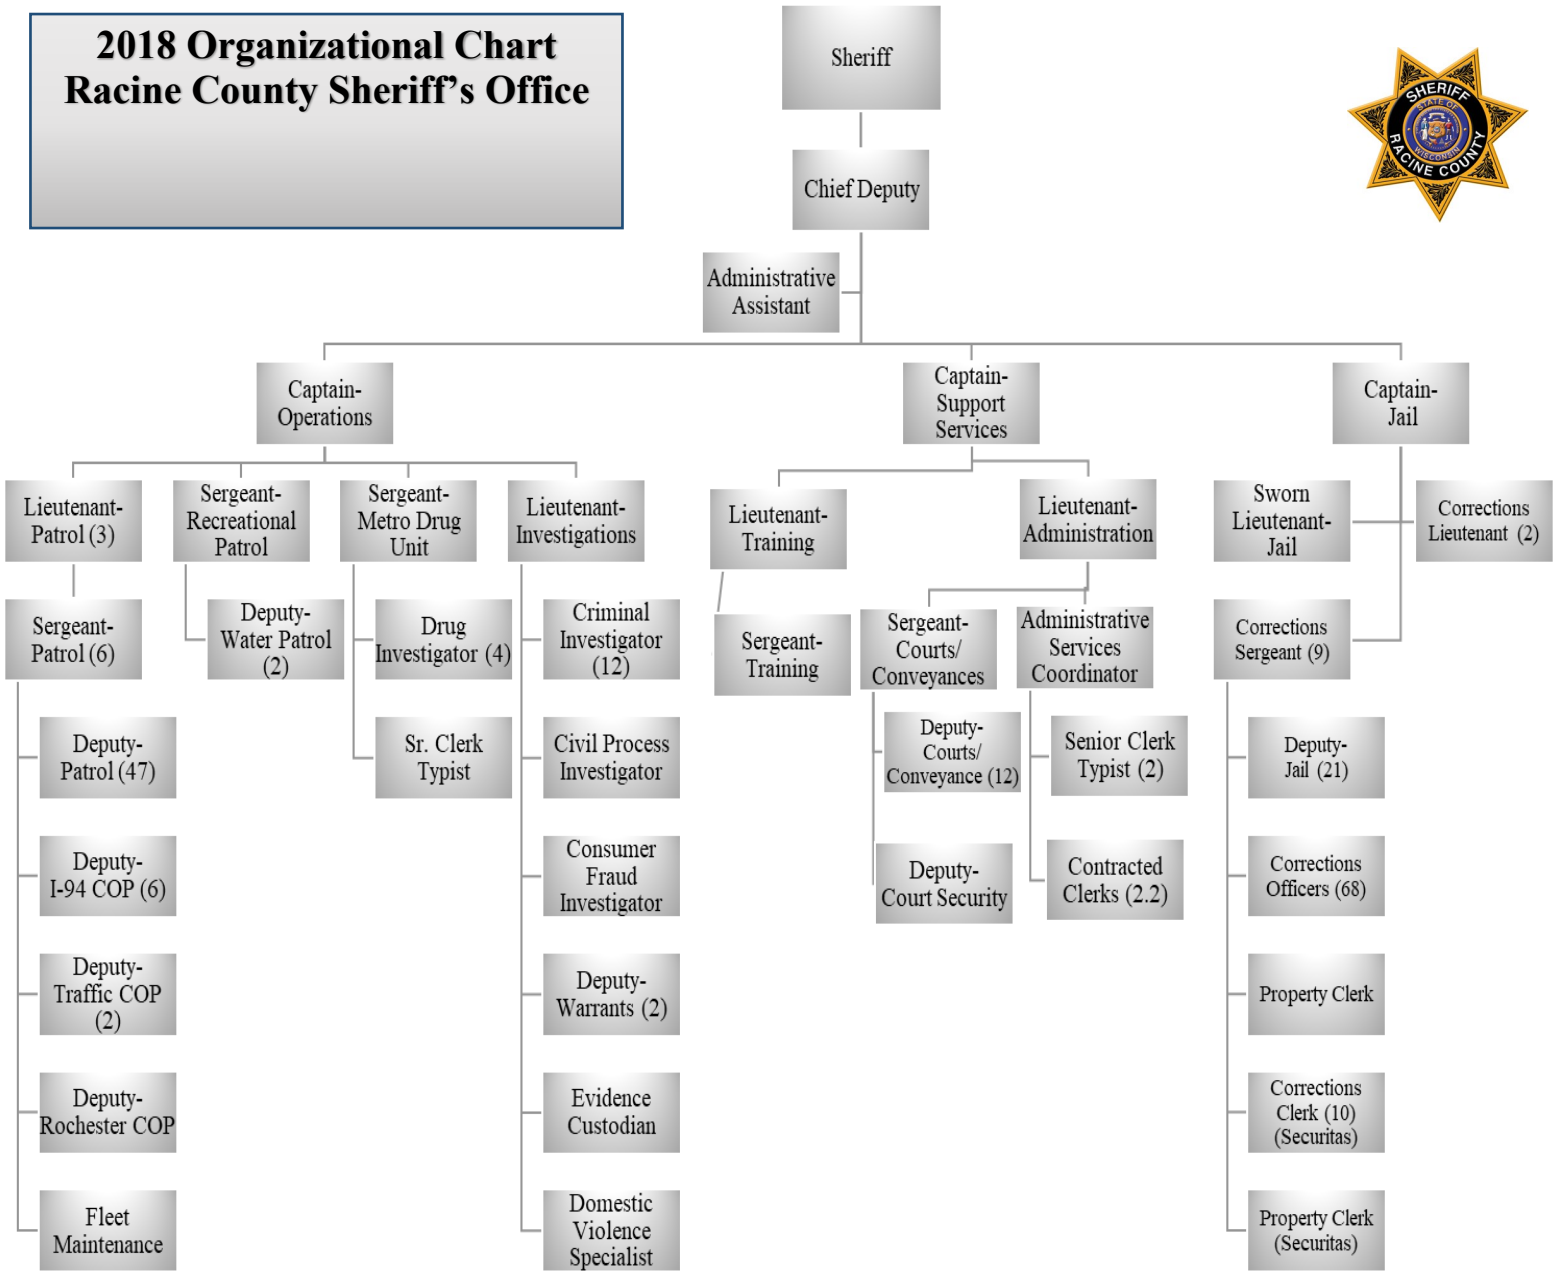 2018 Organizational Chart
Racine County Sheriff's Office
Sheriff
SHERIFF
STATE OF
WISCONSIN
RACINE COUNTY
Chief Deputy
Administrative
Assistant
Captain-
Operations
Captain-
Support
Services
Captain-
Jail
Lieutenant-
Patrol (3)
Sergeant-
Recreational
Patrol
Sergeant-
Metro Drug
Unit
Lieutenant-
Investigations
Lieutenant-
Training
Lieutenant-
Administration
Sworn
Lieutenant-
Jail
Corrections
Lieutenant (2)
Sergeant-
Patrol (6)
Deputy-
Water Patrol
(2)
Drug
Investigator (4)
Criminal
Investigator
(12)
Sergeant-
Training
Sergeant-
Courts/
Conveyances
Administrative
Services
Coordinator
Corrections
Sergeant (9)
Deputy-
Patrol (47)
Sr. Clerk
Typist
Civil Process
Investigator
Deputy-
Courts/
Conveyance (12)
Senior Clerk
Typist (2)
Deputy-
Jail (21)
Deputy-
I-94 COP (6)
Consumer
Fraud
Investigator
Deputy-
Court Security
Contracted
Clerks (2.2)
Corrections
Officers (68)
Deputy-
Traffic COP
(2)
Deputy-
Warrants (2)
Property Clerk
Deputy-
Rochester COP
Evidence
Custodian
Corrections
Clerk (10)
(Securitas)
Fleet
Maintenance
Domestic
Violence
Specialist
Property Clerk
(Securitas)